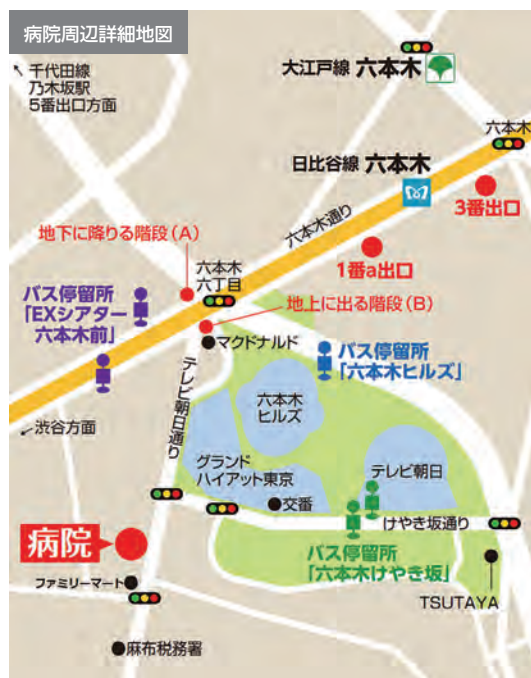 病院周辺詳細地図
千代田線
乃木坂駅
5番出口方面
大江戸線 六本木
六本木
日比谷線 六本木
3番出口
六本木通り
1番a出口
地下に降りる階段(A)
六本木
六丁目
地上に出る階段(B)
バス停留所
「EXシアター
六本木前」
マクドナルド
バス停留所
「六本木ヒルズ」
テレビ朝日通り
渋谷方面
六本木
ヒルズ
グランド
ハイアット東京
テレビ朝日
交番
けやき坂通り
病院
バス停留所
「六本木けやき坂」
ファミリーマート
TSUTAYA
麻布税務署